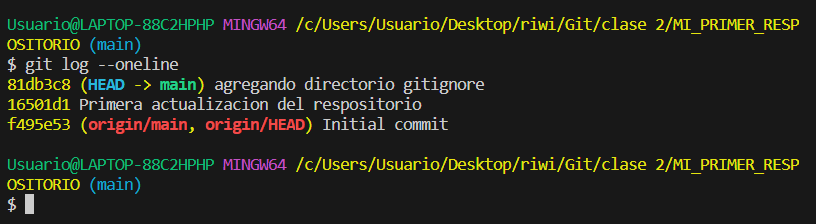 Usuario@LAPTOP-88C2HPHP MINGW64 /c/Users/Usuario/Desktop/riwi/Git/clase 2/MI_PRIMER_RESP
OSITORIO (main)
$ git log --oneline
81db3c8 (HEAD -> main) agregando directorio gitignore
16501d1 Primera actualizacion del respositorio
f495e53 (origin/main, origin/HEAD) Initial commit
Usuario@LAPTOP-88C2HPHP MINGW64 /c/Users/Usuario/Desktop/riwi/Git/clase 2/MI_PRIMER_RESP
OSITORIO (main)
$